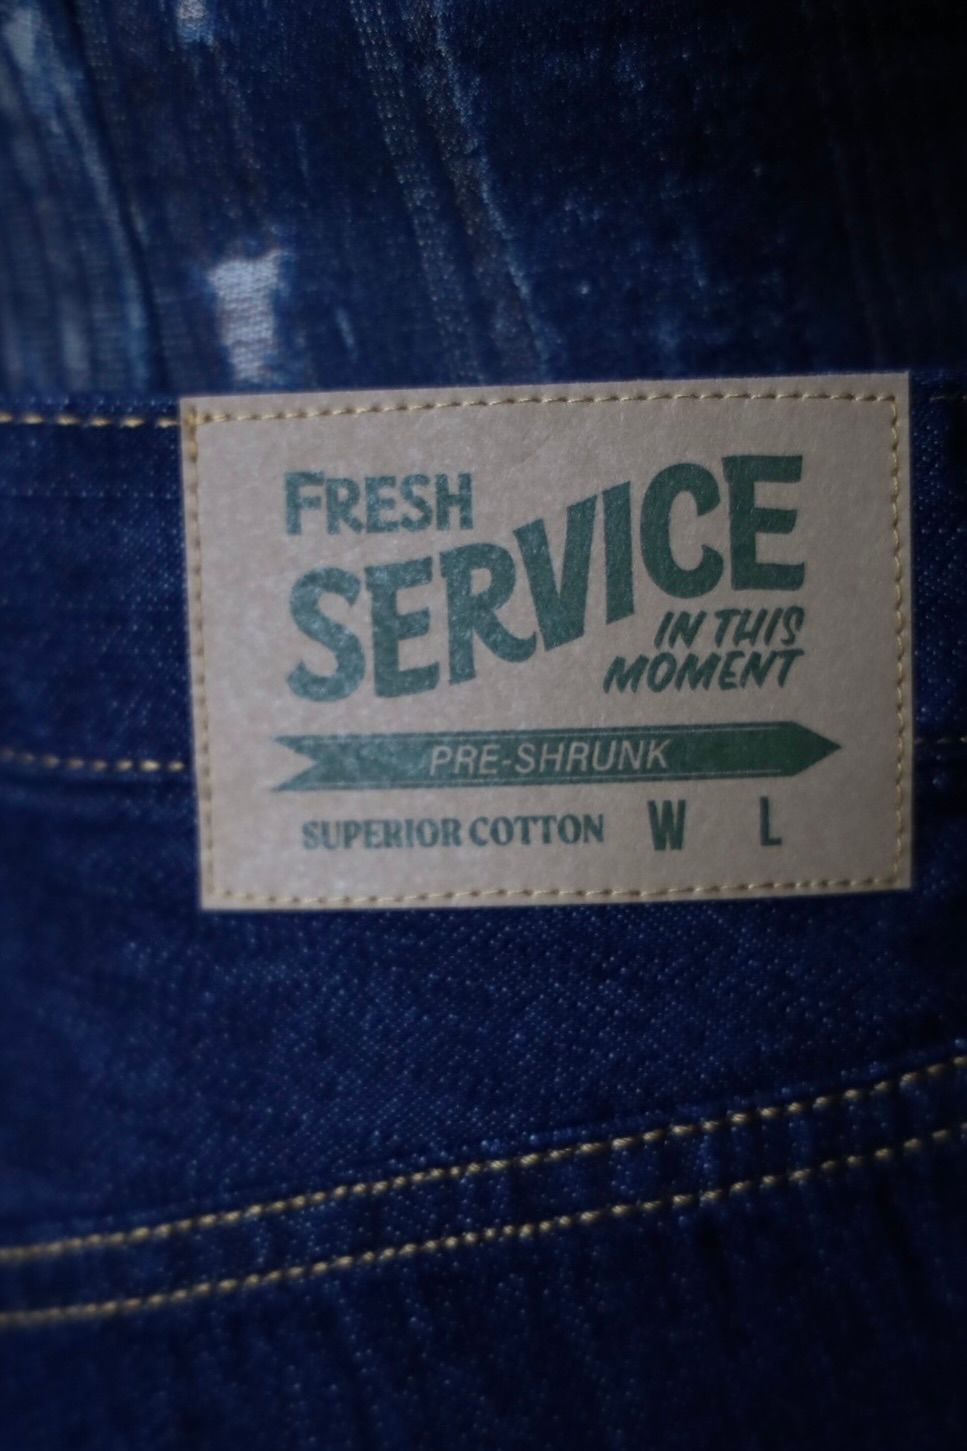 FRESH
SERVICE
IN THIS
MOMENT
PRE-SHRUNK
SUPERIOR COTTON W L